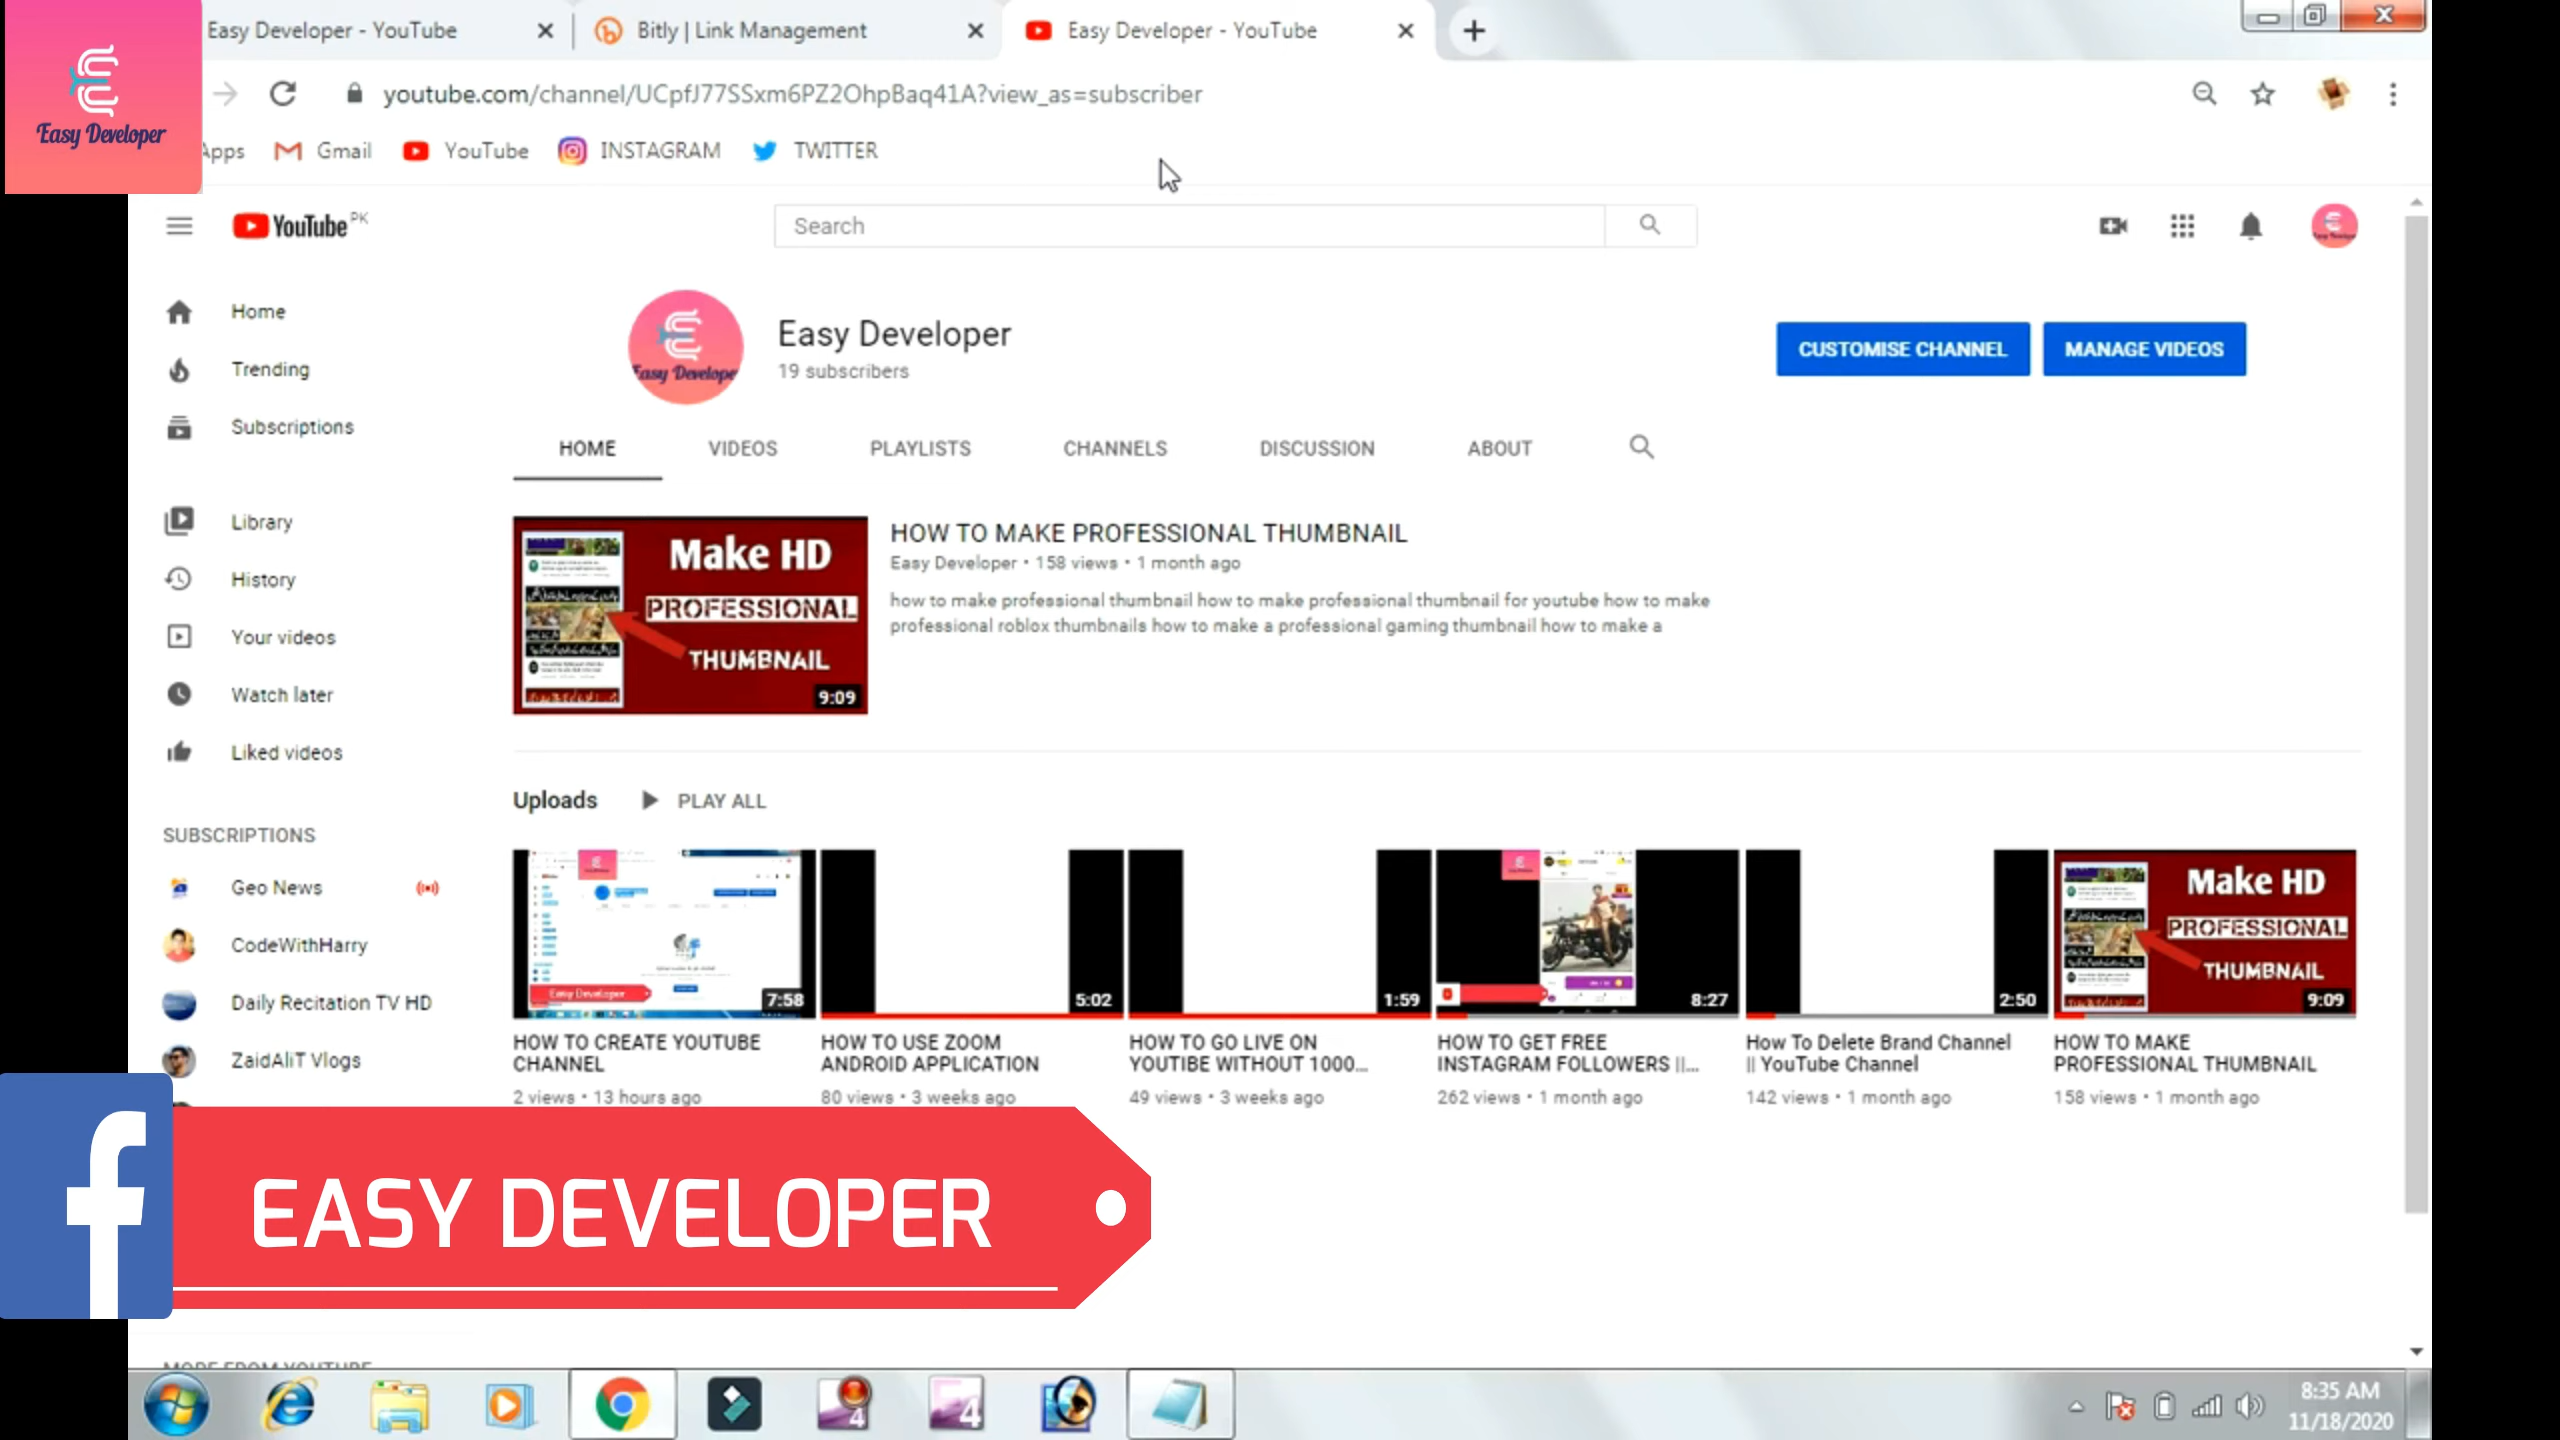 Easy Developer - YouTube
Bitly | Link Management
Easy Developer - YouTube
Easy Developer
youtube.com/channel/UCpfJ77SSxm6PZ2OhpBaq41A?view_as=subscriber
Apps
Gmail
YouTube
INSTAGRAM
TWITTER
YouTube PK
Search
Home
Trending
Subscriptions
Library
History
Your videos
Watch later
Liked videos
SUBSCRIPTIONS
Geo News
CodeWithHarry
Daily Recitation TV HD
ZaidAliT Vlogs
Easy Developer
Easy Developer
19 subscribers
CUSTOMISE CHANNEL
MANAGE VIDEOS
HOME
VIDEOS
PLAYLISTS
CHANNELS
DISCUSSION
ABOUT
Make HD
PROFESSIONAL
THUMBNAIL
9:09
HOW TO MAKE PROFESSIONAL THUMBNAIL
Easy Developer • 158 views • 1 month ago
how to make professional thumbnail how to make professional thumbnail for youtube how to make
professional roblox thumbnails how to make a professional gaming thumbnail how to make a
Uploads
PLAY ALL
Easy Developer
7:58
HOW TO CREATE YOUTUBE
CHANNEL
2 views • 13 hours ago
5:02
HOW TO USE ZOOM
ANDROID APPLICATION
80 views • 3 weeks ago
1:59
HOW TO GO LIVE ON
YOUTIBE WITHOUT 1000...
49 views • 3 weeks ago
8:27
HOW TO GET FREE
INSTAGRAM FOLLOWERS ||...
262 views • 1 month ago
2:50
How To Delete Brand Channel
|| YouTube Channel
142 views • 1 month ago
Make HD
PROFESSIONAL
THUMBNAIL
9:09
HOW TO MAKE
PROFESSIONAL THUMBNAIL
158 views • 1 month ago
f
EASY DEVELOPER
MORE FROM YOUTUBE
4
4
8:35 AM
11/18/2020